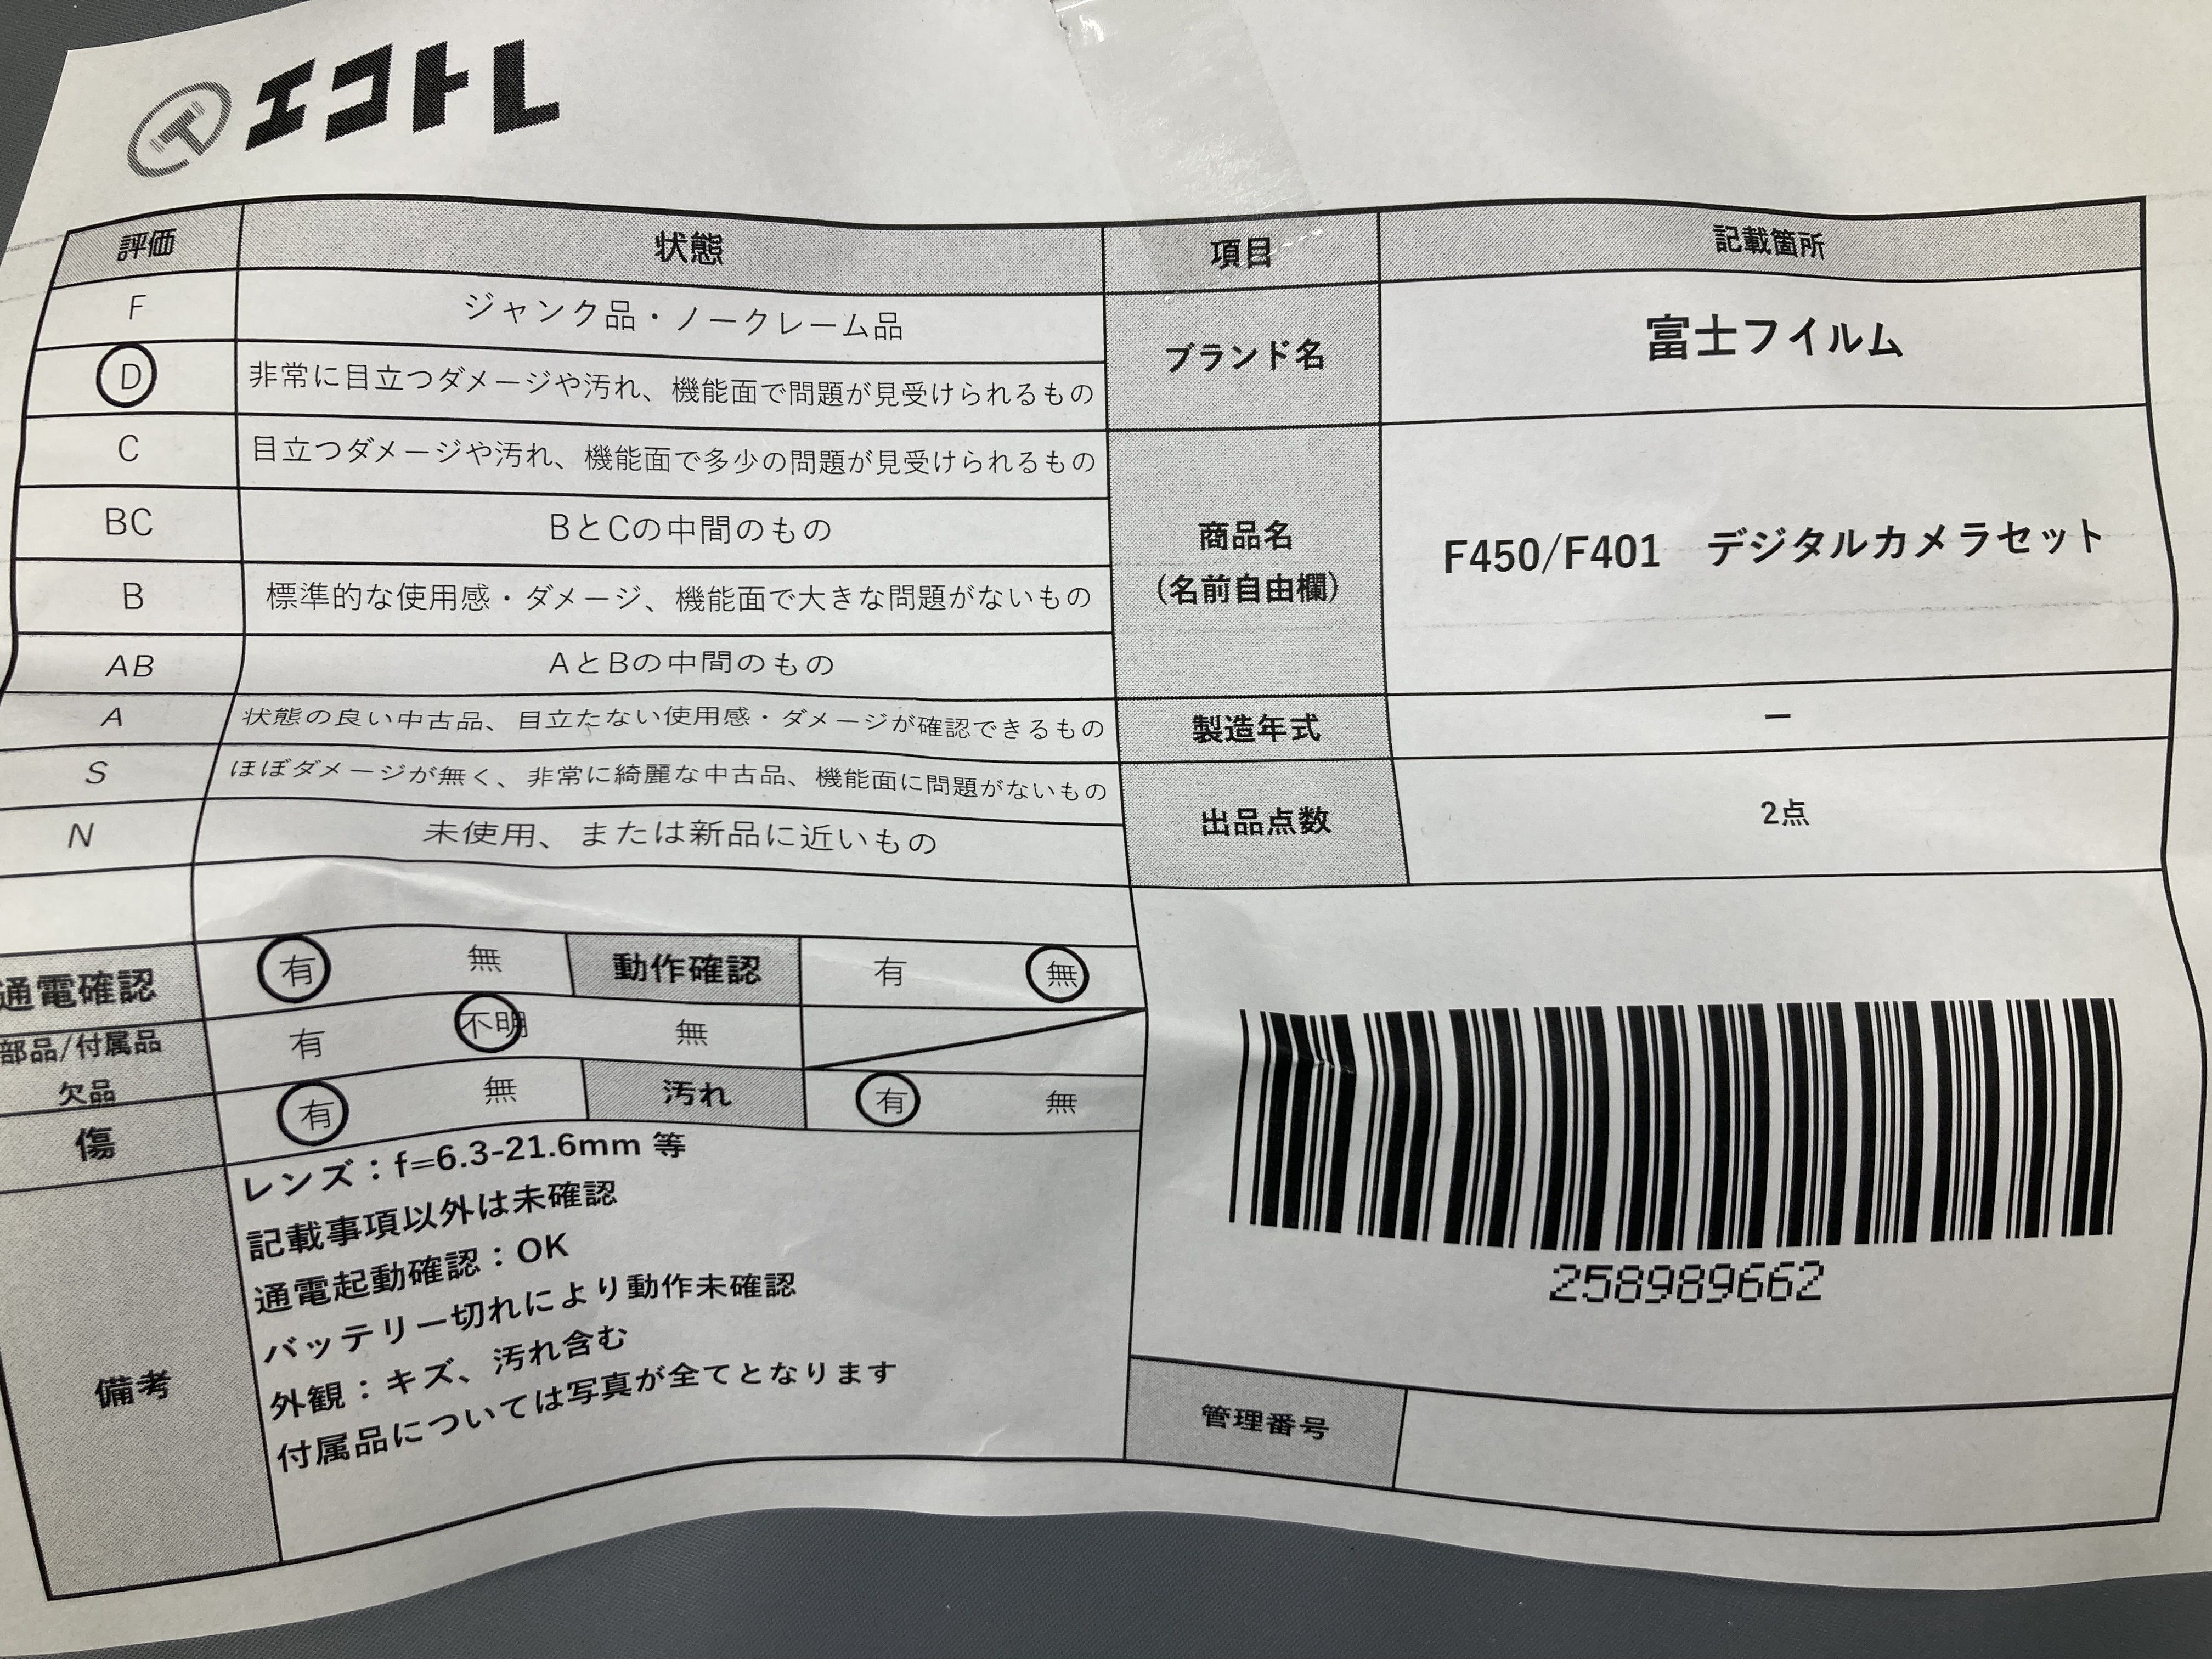 エコトレ
評価 状態 項目 記載箇所
F ジャンク品・ノークレーム品
D 非常に目立つダメージや汚れ、機能面で問題が見受けられるもの
C 目立つダメージや汚れ、機能面で多少の問題が見受けられるもの
BC BとCの中間のもの
B 標準的な使用感・ダメージ、機能面で大きな問題がないもの
AB AとBの中間のもの
A 状態の良い中古品、目立たない使用感・ダメージが確認できるもの
S ほぼダメージが無く、非常に綺麗な中古品、機能面に問題がないもの
N 未使用、または新品に近いもの
ブランド名 富士フイルム
商品名
（名前自由欄）
F450/F401 デジタルカメラセット
製造年式 ー
出品点数 2点
通電確認 有 無 動作確認 有 無
部品/付属品
欠品
有 不明 無
傷 有 無 汚れ 有 無
備考
レンズ：f=6.3-21.6mm 等
記載事項以外は未確認
通電起動確認：OK
バッテリー切れにより動作未確認
外観：キズ、汚れ含む
付属品については写真が全てとなります
258989662
管理番号